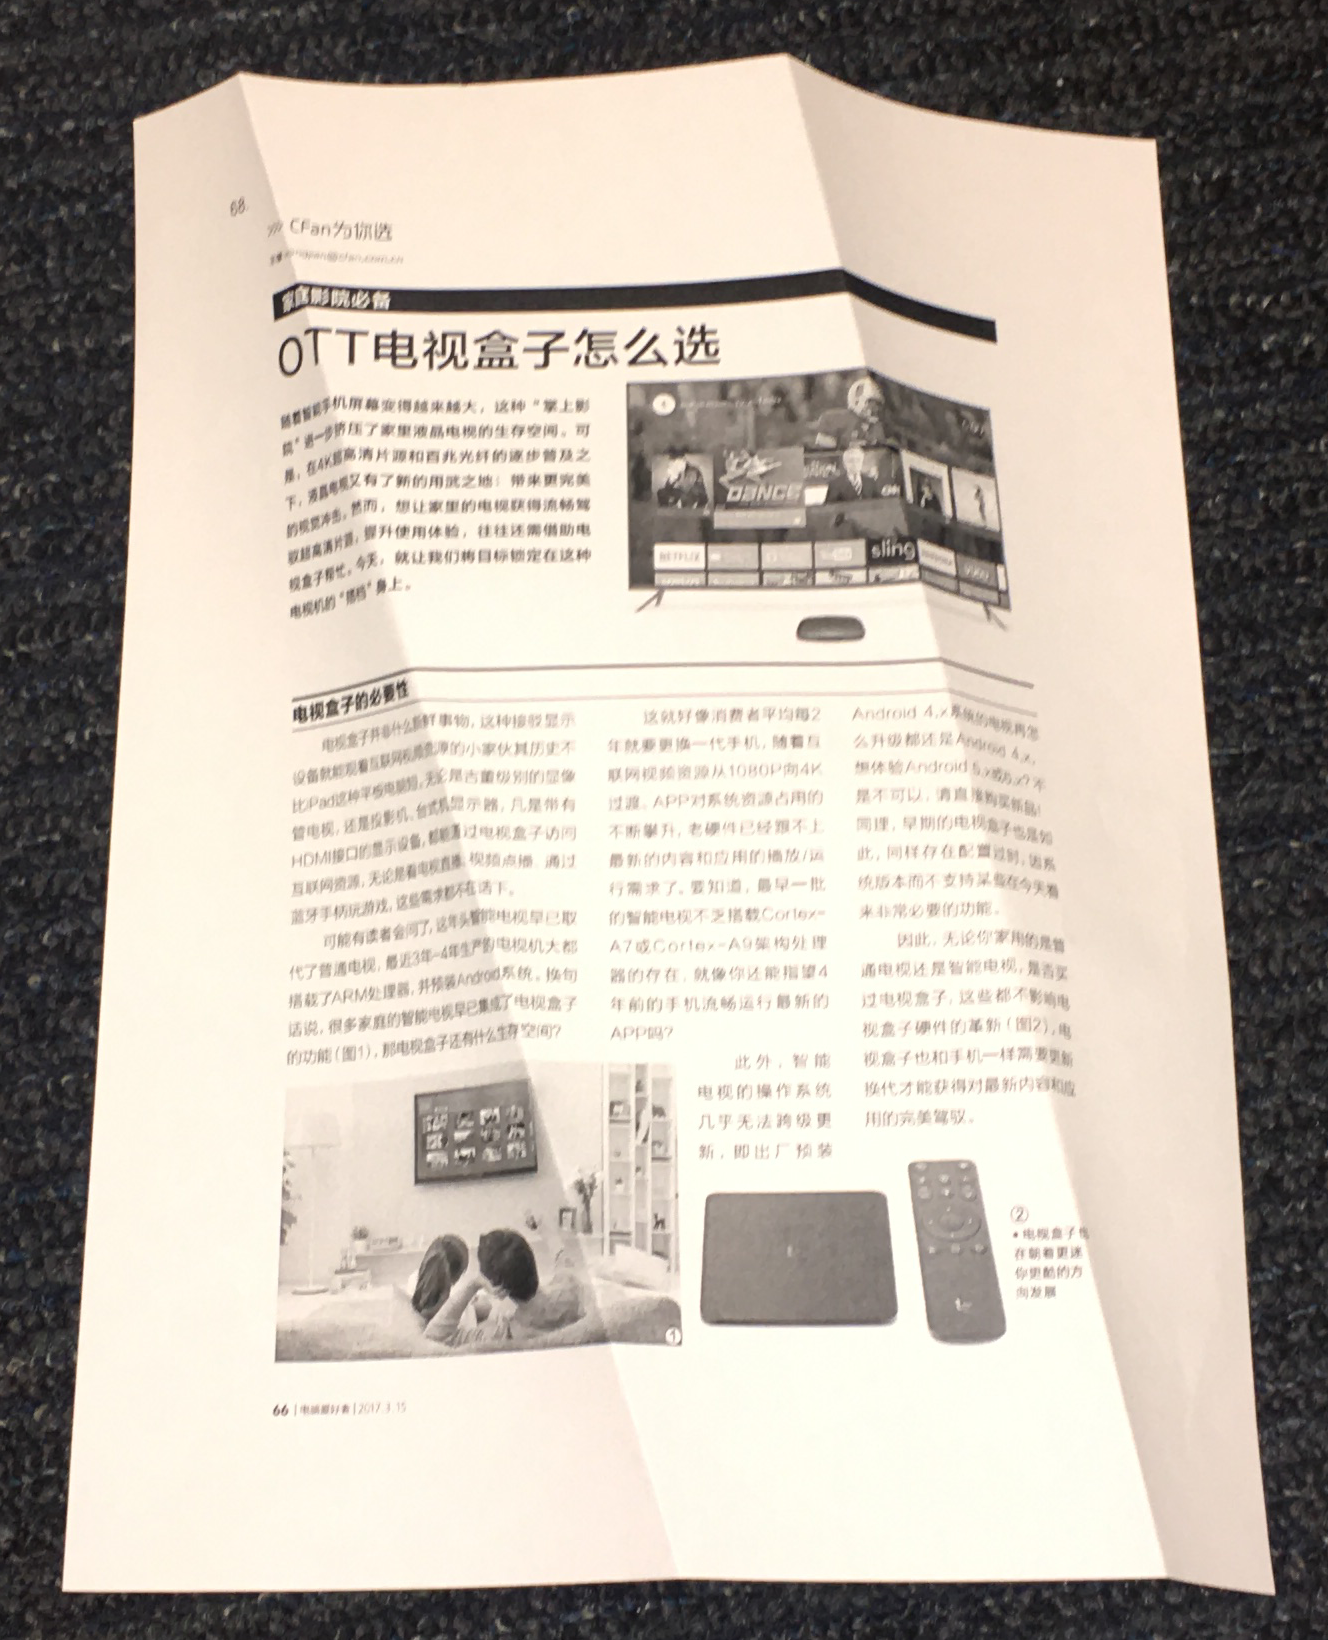 68
CFan为你选
家庭影院必备
OTT电视盒子怎么选
随着智能手机屏幕变得越来越大，这种“掌上影
院”进一步挤压了家里液晶电视的生存空间。可
是，在4K超高清片源和百兆光纤的逐步普及之
下，液晶电视又有了新的用武之地：带来更完美
的视觉冲击。然而，想让家里的电视获得流畅驾
驭超高清片源，提升使用体验，往往还需借助电
视盒子帮忙。今天，就让我们将目标锁定在这种
电视机的“搭档”身上。
DANCE
NETFLIX
sling
电视盒子的必要性
电视盒子并非什么新鲜事物，这种接驳显示
设备就能观看互联网视频资源的小家伙其历史不
比iPad这种平板电脑短。无论是古董级别的显像
管电视，还是投影机、台式机显示器，凡是带有
HDMI接口的显示设备，都能通过电视盒子访问
互联网资源，无论是看电视直播、视频点播、通过
蓝牙手柄玩游戏，这些需求都不在话下。
可能有读者会问了，这年头智能电视早已取
代了普通电视，最近3年~4年生产的电视机大都
搭载了ARM处理器，并预装Android系统。换句
话说，很多家庭的智能电视早已集成了电视盒子
的功能（图1），那电视盒子还有什么生存空间？
①
这就好像消费者平均每2
年就要更换一代手机，随着互
联网视频资源从1080P向4K
过渡，APP对系统资源占用的
不断攀升，老硬件已经跟不上
最新的内容和应用的播放/运
行需求了。要知道，最早一批
的智能电视不乏搭载Cortex-
A7或Cortex-A9架构处理
器的存在，就像你还能指望4
年前的手机流畅运行最新的
APP吗？
此外，智能
电视的操作系统
几乎无法跨级更
新，即出厂预装
Android 4.x系统的电视再怎
么升级都还是Android 4.x，
想体验Android 5.x或6.x？不
是不可以，请直接购买新品！
同理，早期的电视盒子也是如
此，同样存在配置过时，因系
统版本而不支持某些在今天看
来非常必要的功能。
因此，无论你家用的是普
通电视还是智能电视，是否买
过电视盒子，这些都不影响电
视盒子硬件的革新（图2），电
视盒子也和手机一样需要更新
换代才能获得对最新内容和应
用的完美驾驭。
②
电视盒子也
在朝着更迷
你更酷的方
向发展
66 | 电脑爱好者 | 2017.3.15